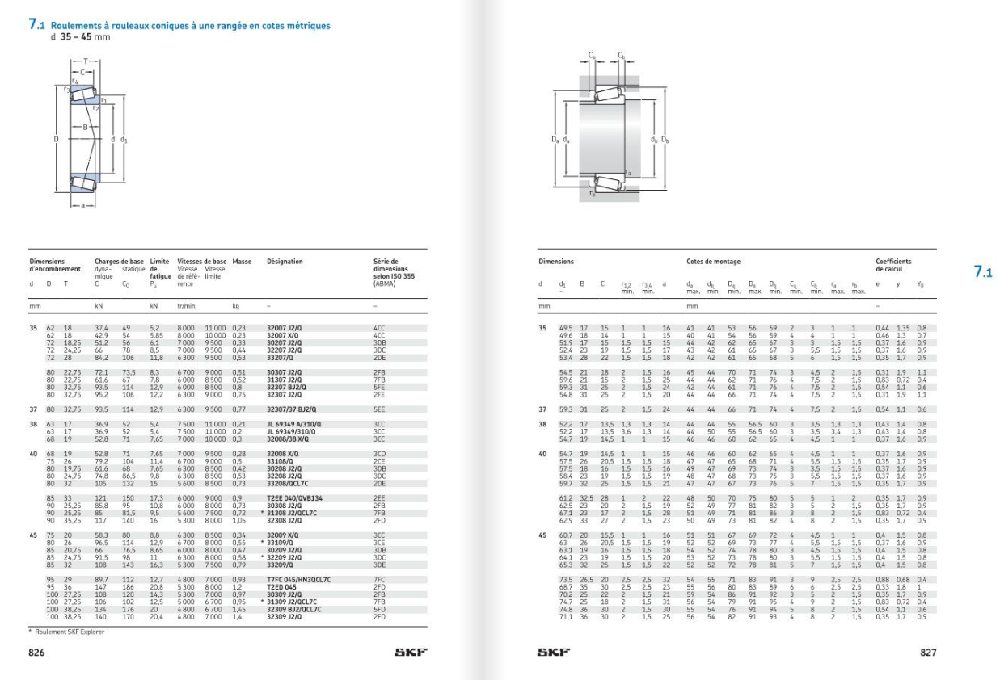 7.1 Roulements à rouleaux coniques à une rangée en cotes métriques
d 35 – 45 mm
T
C
r4
r3
r1
r2
B
D
d
d1
a
Dimensions d'encombrement
Charges de base
dynamique
statique
Limite de fatigue
Vitesses de base
Vitesse de référence
Vitesse limite
Masse
Désignation
Série de dimensions selon ISO 355 (ABMA)
d D T C C0 Pu
mm kN kN tr/min kg – –
35 62 18 37,4 49 5,2 8 000 11 000 0,23 32007 J2/Q 4CC
62 18 42,9 54 5,85 8 000 10 000 0,23 32007 X/Q 4CC
72 18,25 51,2 56 6,1 7 000 9 500 0,33 30207 J2/Q 3DB
72 24,25 66 78 8,5 7 000 9 500 0,44 32207 J2/Q 3DC
72 28 84,2 106 11,8 6 300 9 500 0,53 33207/Q 2DE
80 22,75 72,1 73,5 8,3 6 700 9 000 0,51 30307 J2/Q 2FB
80 22,75 61,6 67 7,8 6 000 8 500 0,52 31307 J2/Q 7FB
80 32,75 93,5 114 12,9 6 000 8 500 0,8 32307 BJ2/Q 5FE
80 32,75 95,2 106 12,2 6 300 9 000 0,75 32307 J2/Q 2FE
37 80 32,75 93,5 114 12,9 6 300 9 500 0,77 32307/37 BJ2/Q 5EE
38 63 17 36,9 52 5,4 7 500 11 000 0,21 JL 69349 A/310/Q 3CC
63 17 36,9 52 5,4 7 500 11 000 0,2 JL 69349/310/Q 3CC
68 19 52,8 71 7,65 7 000 10 000 0,3 32008/38 X/Q 3CC
40 68 19 52,8 71 7,65 7 000 9 500 0,28 32008 X/Q 3CD
75 26 79,2 104 11,4 6 700 9 000 0,5 33108/Q 2CE
80 19,75 61,6 68 7,65 6 300 8 500 0,42 30208 J2/Q 3DB
80 24,75 74,8 86,5 9,8 6 300 8 500 0,53 32208 J2/Q 3DC
80 32 105 132 15 5 600 8 500 0,73 33208/QCL7C 2DE
85 33 121 150 17,3 6 000 9 000 0,9 T2EE 040/QVB134 2EE
90 25,25 85,8 95 10,8 6 000 8 000 0,73 30308 J2/Q 2FB
90 25,25 85 81,5 9,5 5 600 7 500 0,72 * 31308 J2/QCL7C 7FB
90 35,25 117 140 16 5 300 8 000 1,05 32308 J2/Q 2FD
45 75 20 58,3 80 8,8 6 300 8 500 0,34 32009 X/Q 3CC
80 26 96,5 114 12,9 6 700 8 000 0,55 * 33109/Q 3CE
85 20,75 66 76,5 8,65 6 000 8 000 0,47 30209 J2/Q 3DB
85 24,75 91,5 98 11 6 300 8 000 0,58 * 32209 J2/Q 3DC
85 32 108 143 16,3 5 300 7 500 0,79 33209/Q 3DE
95 29 89,7 112 12,7 4 800 7 000 0,93 T7FC 045/HN3QCL7C 7FC
95 36 147 186 20,8 5 300 8 000 1,2 T2ED 045 2FD
100 27,25 108 120 14,3 5 300 7 000 0,97 30309 J2/Q 2FB
100 27,25 106 102 12,5 5 000 6 700 0,95 * 31309 J2/QCL7C 7FB
100 38,25 134 176 20 4 800 6 700 1,45 32309 BJ2/QCL7C 5FD
100 38,25 140 170 20,4 4 800 7 000 1,4 32309 J2/Q 2FD
* Roulement SKF Explorer
826 SKF
Ca Cb
Da da
db Db
ra
rb
7.1
Dimensions Cotes de montage Coefficients de calcul
d d1 ~ B C r1,2 min. r3,4 min. a da max. db min. Da min. Da max. Db min. Ca min. Cb min. ra max. rb max. e Y Y0
mm mm –
35 49,5 17 15 1 1 16 41 41 53 56 59 2 3 1 1 0,44 1,35 0,8
49,6 18 14 1 1 15 40 41 54 56 59 4 4 1 1 0,46 1,3 0,7
51,9 17 15 1,5 1,5 15 44 42 62 65 67 3 3 1,5 1,5 0,37 1,6 0,9
52,4 23 19 1,5 1,5 17 43 42 61 65 67 3 5,5 1,5 1,5 0,37 1,6 0,9
53,4 28 22 1,5 1,5 18 42 42 61 65 68 5 6 1,5 1,5 0,35 1,7 0,9
54,5 21 18 2 1,5 16 45 44 70 71 74 3 4,5 2 1,5 0,31 1,9 1,1
59,6 21 15 2 1,5 25 44 44 62 71 76 4 7,5 2 1,5 0,83 0,72 0,4
59,3 31 25 2 1,5 24 42 44 61 71 76 4 7,5 2 1,5 0,54 1,1 0,6
54,8 31 25 2 1,5 20 44 44 66 71 74 4 7,5 2 1,5 0,31 1,9 1,1
37 59,3 31 25 2 1,5 24 44 44 66 71 74 4 7,5 2 1,5 0,54 1,1 0,6
38 52,2 17 13,5 1,3 1,3 14 44 44 55 56,5 60 3 3,5 1,3 1,3 0,43 1,4 0,8
52,2 17 13,5 3,6 1,3 14 44 50 55 56,5 60 3 3,5 3,4 1,3 0,43 1,4 0,8
54,7 19 14,5 1 1 15 46 46 60 62 65 4 4,5 1 1 0,37 1,6 0,9
40 54,7 19 14,5 1 1 15 46 46 60 62 65 4 4,5 1 1 0,37 1,6 0,9
57,5 26 20,5 1,5 1,5 18 47 47 65 68 71 4 5,5 1,5 1,5 0,35 1,7 0,9
57,5 18 16 1,5 1,5 16 49 47 69 73 74 3 3,5 1,5 1,5 0,37 1,6 0,9
58,4 23 19 1,5 1,5 19 48 47 68 73 75 3 5,5 1,5 1,5 0,37 1,6 0,9
59,7 32 25 1,5 1,5 21 47 47 67 73 76 5 7 1,5 1,5 0,35 1,7 0,9
61,2 32,5 28 1 2 22 48 50 70 75 80 5 5 1 2 0,35 1,7 0,9
62,5 23 20 2 1,5 19 52 49 77 81 82 3 5 2 1,5 0,35 1,7 0,9
67,1 23 17 2 1,5 28 51 49 71 81 86 3 8 2 1,5 0,83 0,72 0,4
62,9 33 27 2 1,5 23 50 49 73 81 82 4 8 2 1,5 0,35 1,7 0,9
45 60,7 20 15,5 1 1 16 51 51 67 69 72 4 4,5 1 1 0,4 1,5 0,8
63 26 20,5 1,5 1,5 19 52 52 69 73 77 4 5,5 1,5 1,5 0,37 1,6 0,9
63,1 19 16 1,5 1,5 18 54 52 74 78 80 3 4,5 1,5 1,5 0,4 1,5 0,8
64,1 23 19 1,5 1,5 20 53 52 73 78 80 3 5,5 1,5 1,5 0,4 1,5 0,8
65,3 32 25 1,5 1,5 22 52 52 72 78 81 5 7 1,5 1,5 0,4 1,5 0,8
73,5 26,5 20 2,5 2,5 32 54 55 71 83 91 3 9 2,5 2,5 0,88 0,68 0,4
68,7 35 30 2,5 2,5 23 55 56 80 83 89 6 6 2,5 2,5 0,33 1,8 1
70,2 25 22 2 1,5 21 59 54 86 91 92 3 5 2 1,5 0,35 1,7 0,9
74,7 25 18 2 1,5 31 56 54 79 91 95 4 9 2 1,5 0,83 0,72 0,4
74,8 36 30 2 1,5 30 55 54 76 91 94 5 8 2 1,5 0,54 1,1 0,6
71,1 36 30 2 1,5 25 56 54 82 91 93 4 8 2 1,5 0,35 1,7 0,9
SKF 827